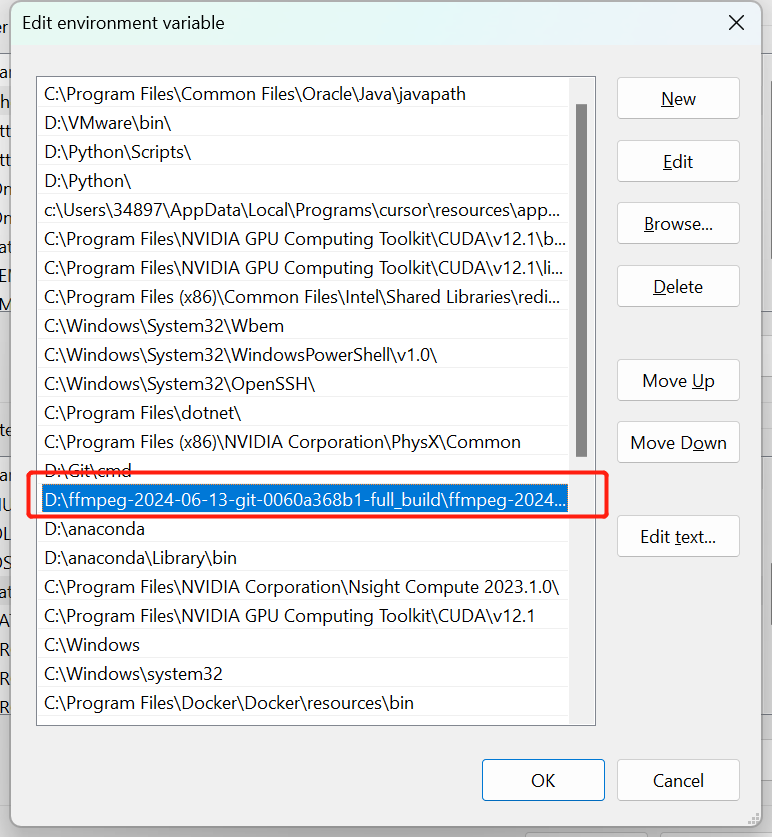 Edit environment variable
C:\Program Files\Common Files\Oracle\Java\javapath
D:\VMware\bin\
D:\Python\Scripts\
D:\Python\
c:\Users\34897\AppData\Local\Programs\cursor\resources\app...
C:\Program Files\NVIDIA GPU Computing Toolkit\CUDA\v12.1\b...
C:\Program Files\NVIDIA GPU Computing Toolkit\CUDA\v12.1\li...
C:\Program Files (x86)\Common Files\Intel\Shared Libraries\redi...
C:\Windows\System32\Wbem
C:\Windows\System32\WindowsPowerShell\v1.0\
C:\Windows\System32\OpenSSH\
C:\Program Files\dotnet\
C:\Program Files (x86)\NVIDIA Corporation\PhysX\Common
D:\Git\cmd
D:\ffmpeg-2024-06-13-git-0060a368b1-full_build\ffmpeg-2024...
D:\anaconda
D:\anaconda\Library\bin
C:\Program Files\NVIDIA Corporation\Nsight Compute 2023.1.0\
C:\Program Files\NVIDIA GPU Computing Toolkit\CUDA\v12.1
C:\Windows
C:\Windows\system32
C:\Program Files\Docker\Docker\resources\bin
New
Edit
Browse...
Delete
Move Up
Move Down
Edit text...
OK
Cancel